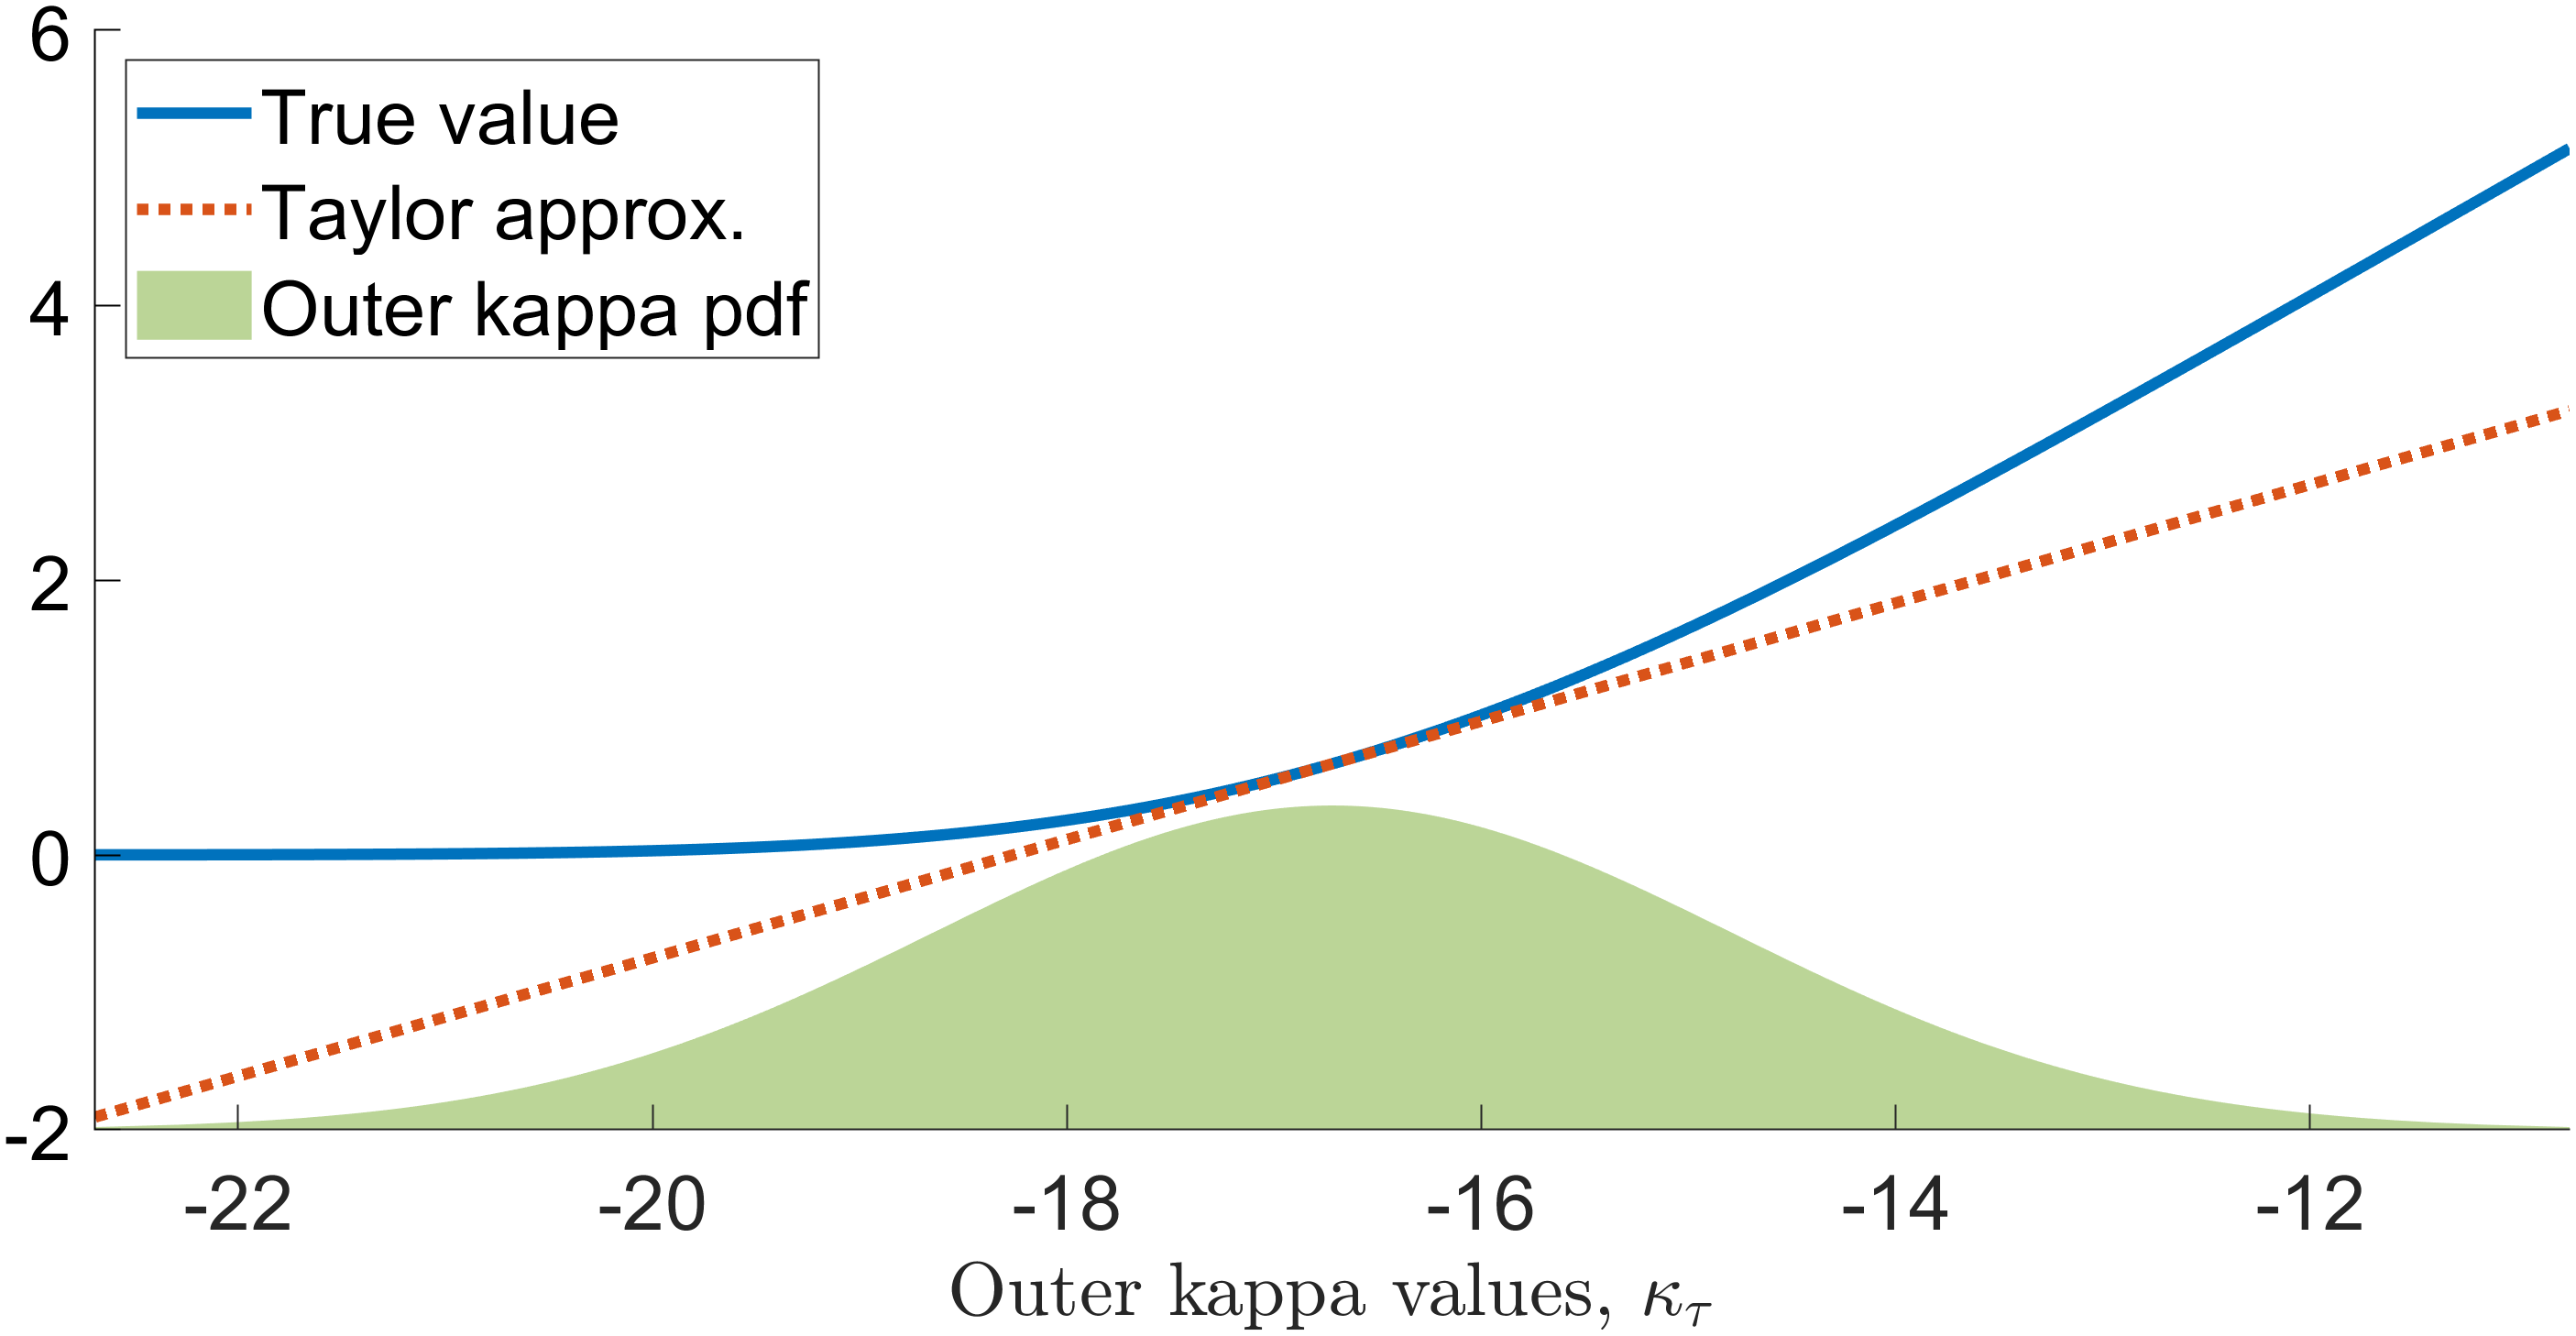 6
True value
Taylor approx.
Outer kappa pdf
4
2
0
-2
-22 -20 -18 -16 -14 -12
Outer kappa values, κτ